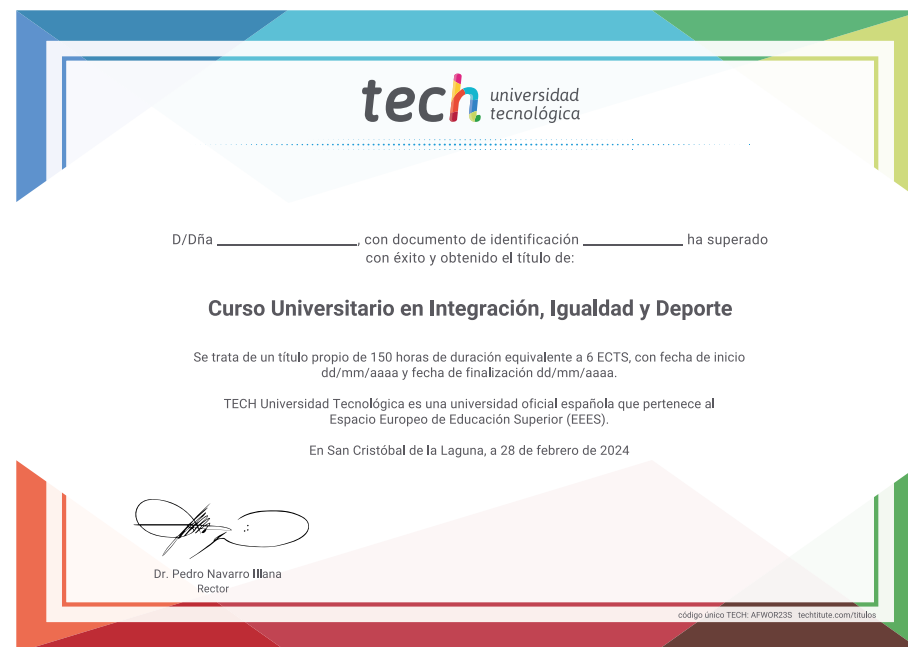 tech universidad
tecnológica
D/Dña ____________________, con documento de identificación ______________ ha superado
con éxito y obtenido el título de:
Curso Universitario en Integración, Igualdad y Deporte
Se trata de un título propio de 150 horas de duración equivalente a 6 ECTS, con fecha de inicio
dd/mm/aaaa y fecha de finalización dd/mm/aaaa.
TECH Universidad Tecnológica es una universidad oficial española que pertenece al
Espacio Europeo de Educación Superior (EEES).
En San Cristóbal de la Laguna, a 28 de febrero de 2024
Dr. Pedro Navarro Illana
Rector
código único TECH: AFWOR23S techtitute.com/titulos